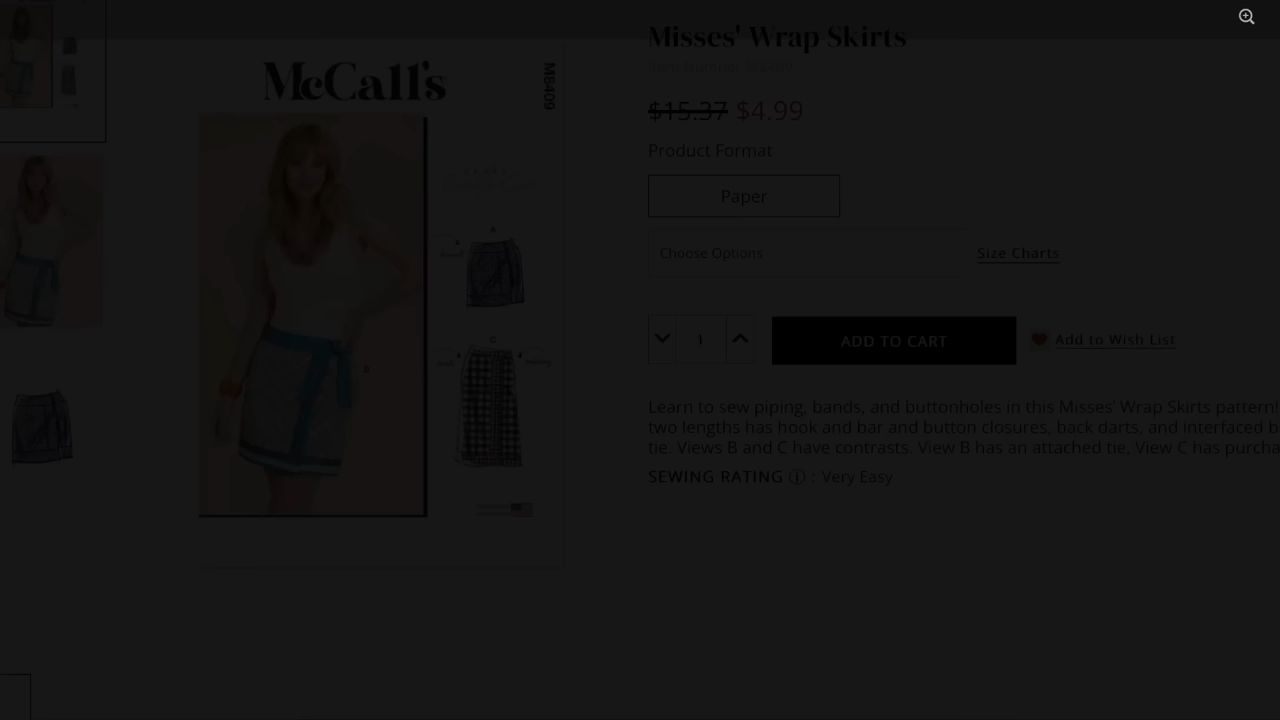 Misses' Wrap Skirts
McCall's
M8409
$15.37 $4.99
Product Format
Paper
Choose Options
Size Charts
1
ADD TO CART
Add to Wish List
Learn to sew piping, bands, and buttonholes in this Misses' Wrap Skirts pattern
two lengths has hook and bar and button closures, back darts, and interfaced
tie. Views B and C have contrasts. View B has an attached tie, View C has
SEWING RATING ⓘ : Very Easy
A
B